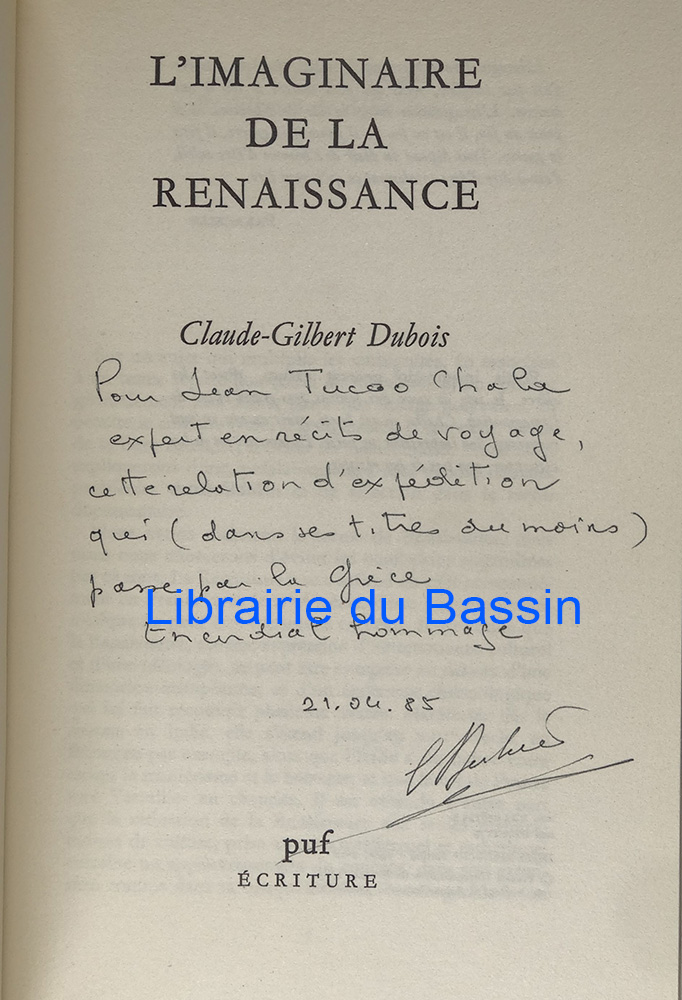 L'IMAGINAIRE
DE LA
RENAISSANCE
Claude-Gilbert Dubois
Pour Jean Tucoo Chala
expert en récits de voyage,
cette relation d'expédition
qui (dans ses titres du moins)
passe par la Grèce
Librairie du Bassin
En cordial hommage
21.04.85
puf
ÉCRITURE